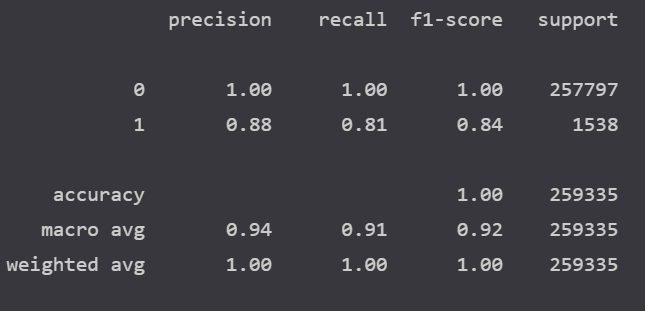 precision recall f1-score support
0 1.00 1.00 1.00 257797
1 0.88 0.81 0.84 1538
accuracy 1.00 259335
macro avg 0.94 0.91 0.92 259335
weighted avg 1.00 1.00 1.00 259335